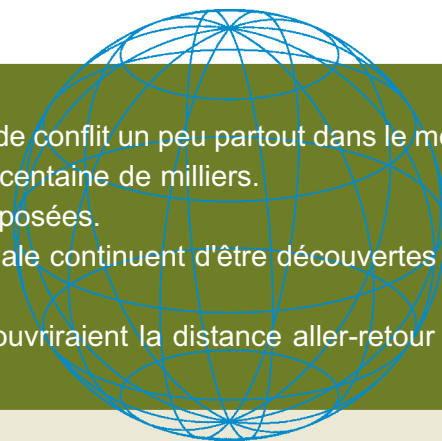 de conflit un peu partout dans le mo
centaine de milliers.
posées.
ale continuent d'être découvertes
ouvriraient la distance aller-retour